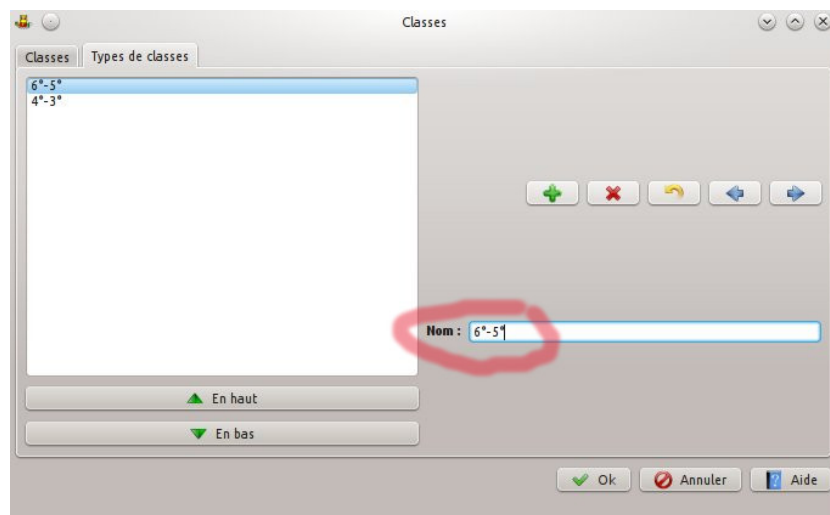 Classes
Classes Types de classes
6°-5°
4°-3°
Nom : 6°-5°
En haut
En bas
Ok Annuler Aide